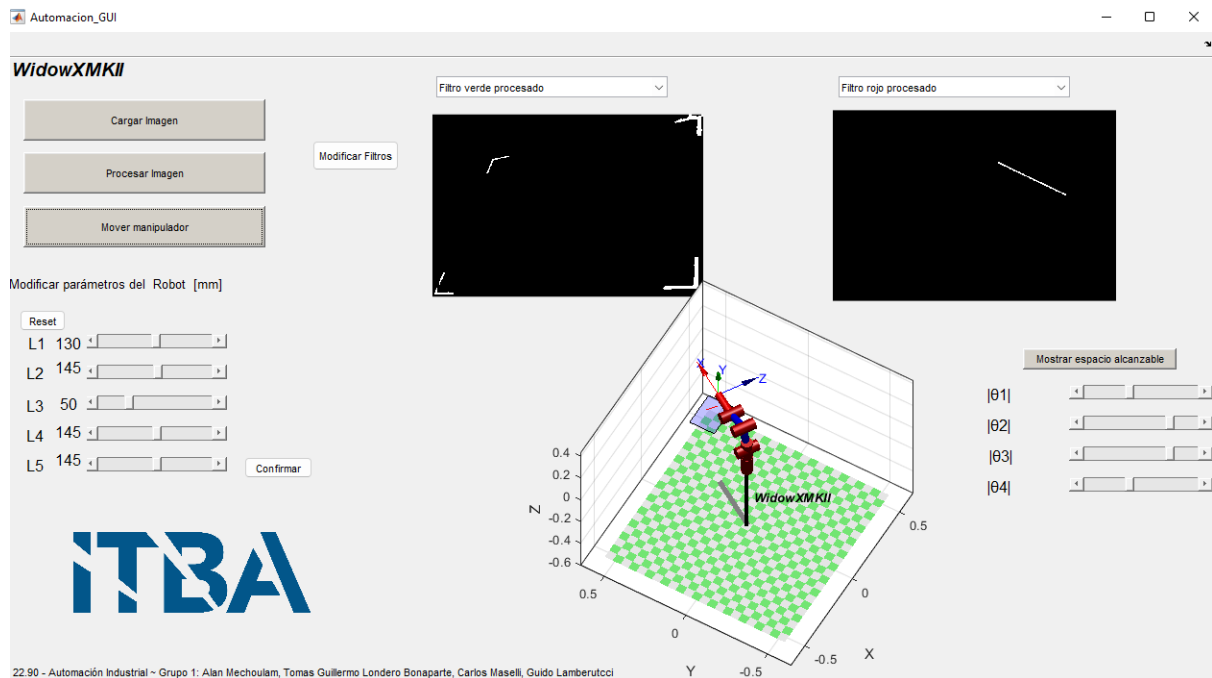 Automacion_GUI
WidowXMKII
Cargar Imagen
Procesar Imagen
Mover manipulador
Modificar Filtros
Filtro verde procesado
Filtro rojo procesado
Modificar parámetros del Robot [mm]
Reset
L1 130
L2 145
L3 50
L4 145
L5 145
Confirmar
Mostrar espacio alcanzable
|θ1|
|θ2|
|θ3|
|θ4|
X
Y
Z
WidowXMKII
0.4
0.2
0
-0.2
-0.4
-0.6
Z
0.5
0
-0.5
Y
0.5
0
-0.5
X
ITBA
22.90 - Automación Industrial ~ Grupo 1: Alan Mechoulam, Tomas Guillermo Londero Bonaparte, Carlos Maselli, Guido Lamberutcci